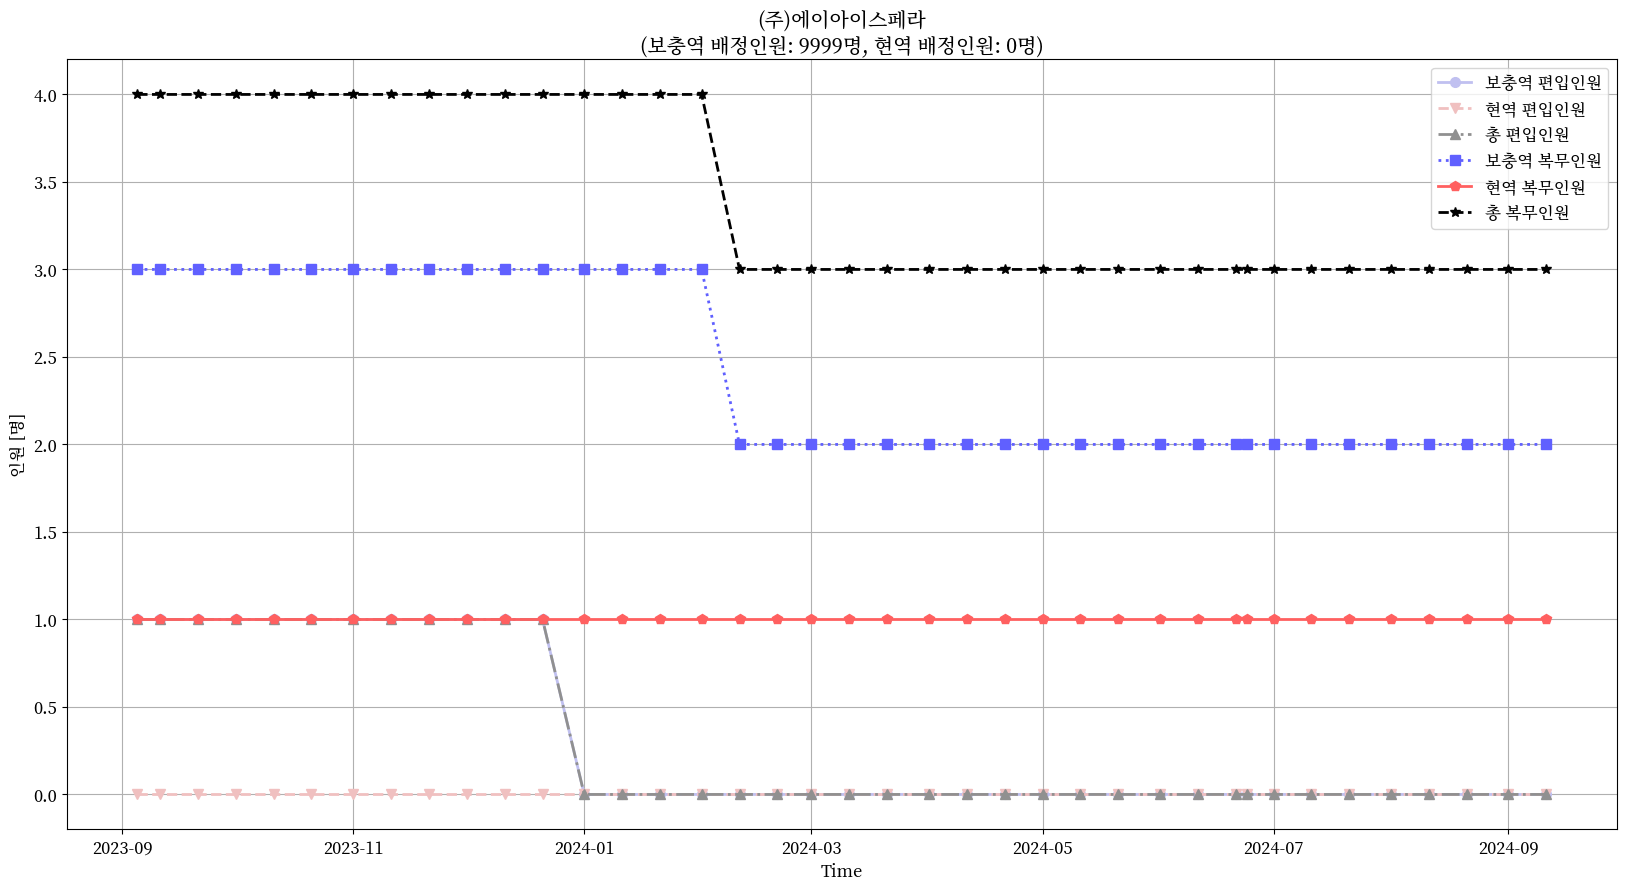 (주)에이아이스페라
(보충역 배정인원: 9999명, 현역 배정인원: 0명)
보충역 편입인원
현역 편입인원
총 편입인원
보충역 복무인원
현역 복무인원
총 복무인원
4.0
3.5
3.0
2.5
2.0
1.5
1.0
0.5
0.0
인원 [명]
2023-09
2023-11
2024-01
2024-03
2024-05
2024-07
2024-09
Time